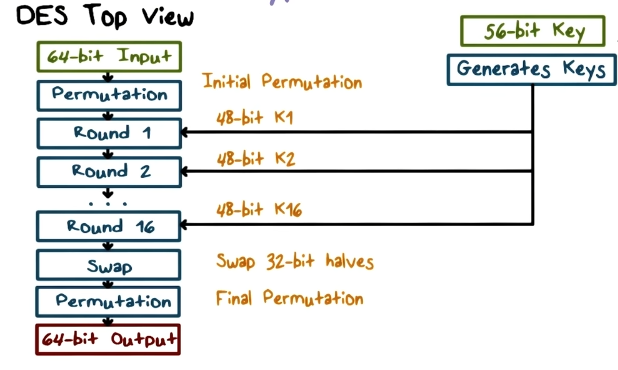 DES Top View
56-bit Key
64-bit Input
Generates Keys
Initial Permutation
Permutation
48-bit K1
Round 1
48-bit K2
Round 2
. . .
48-bit K16
Round 16
Swap
Swap 32-bit halves
Permutation
Final Permutation
64-bit Output